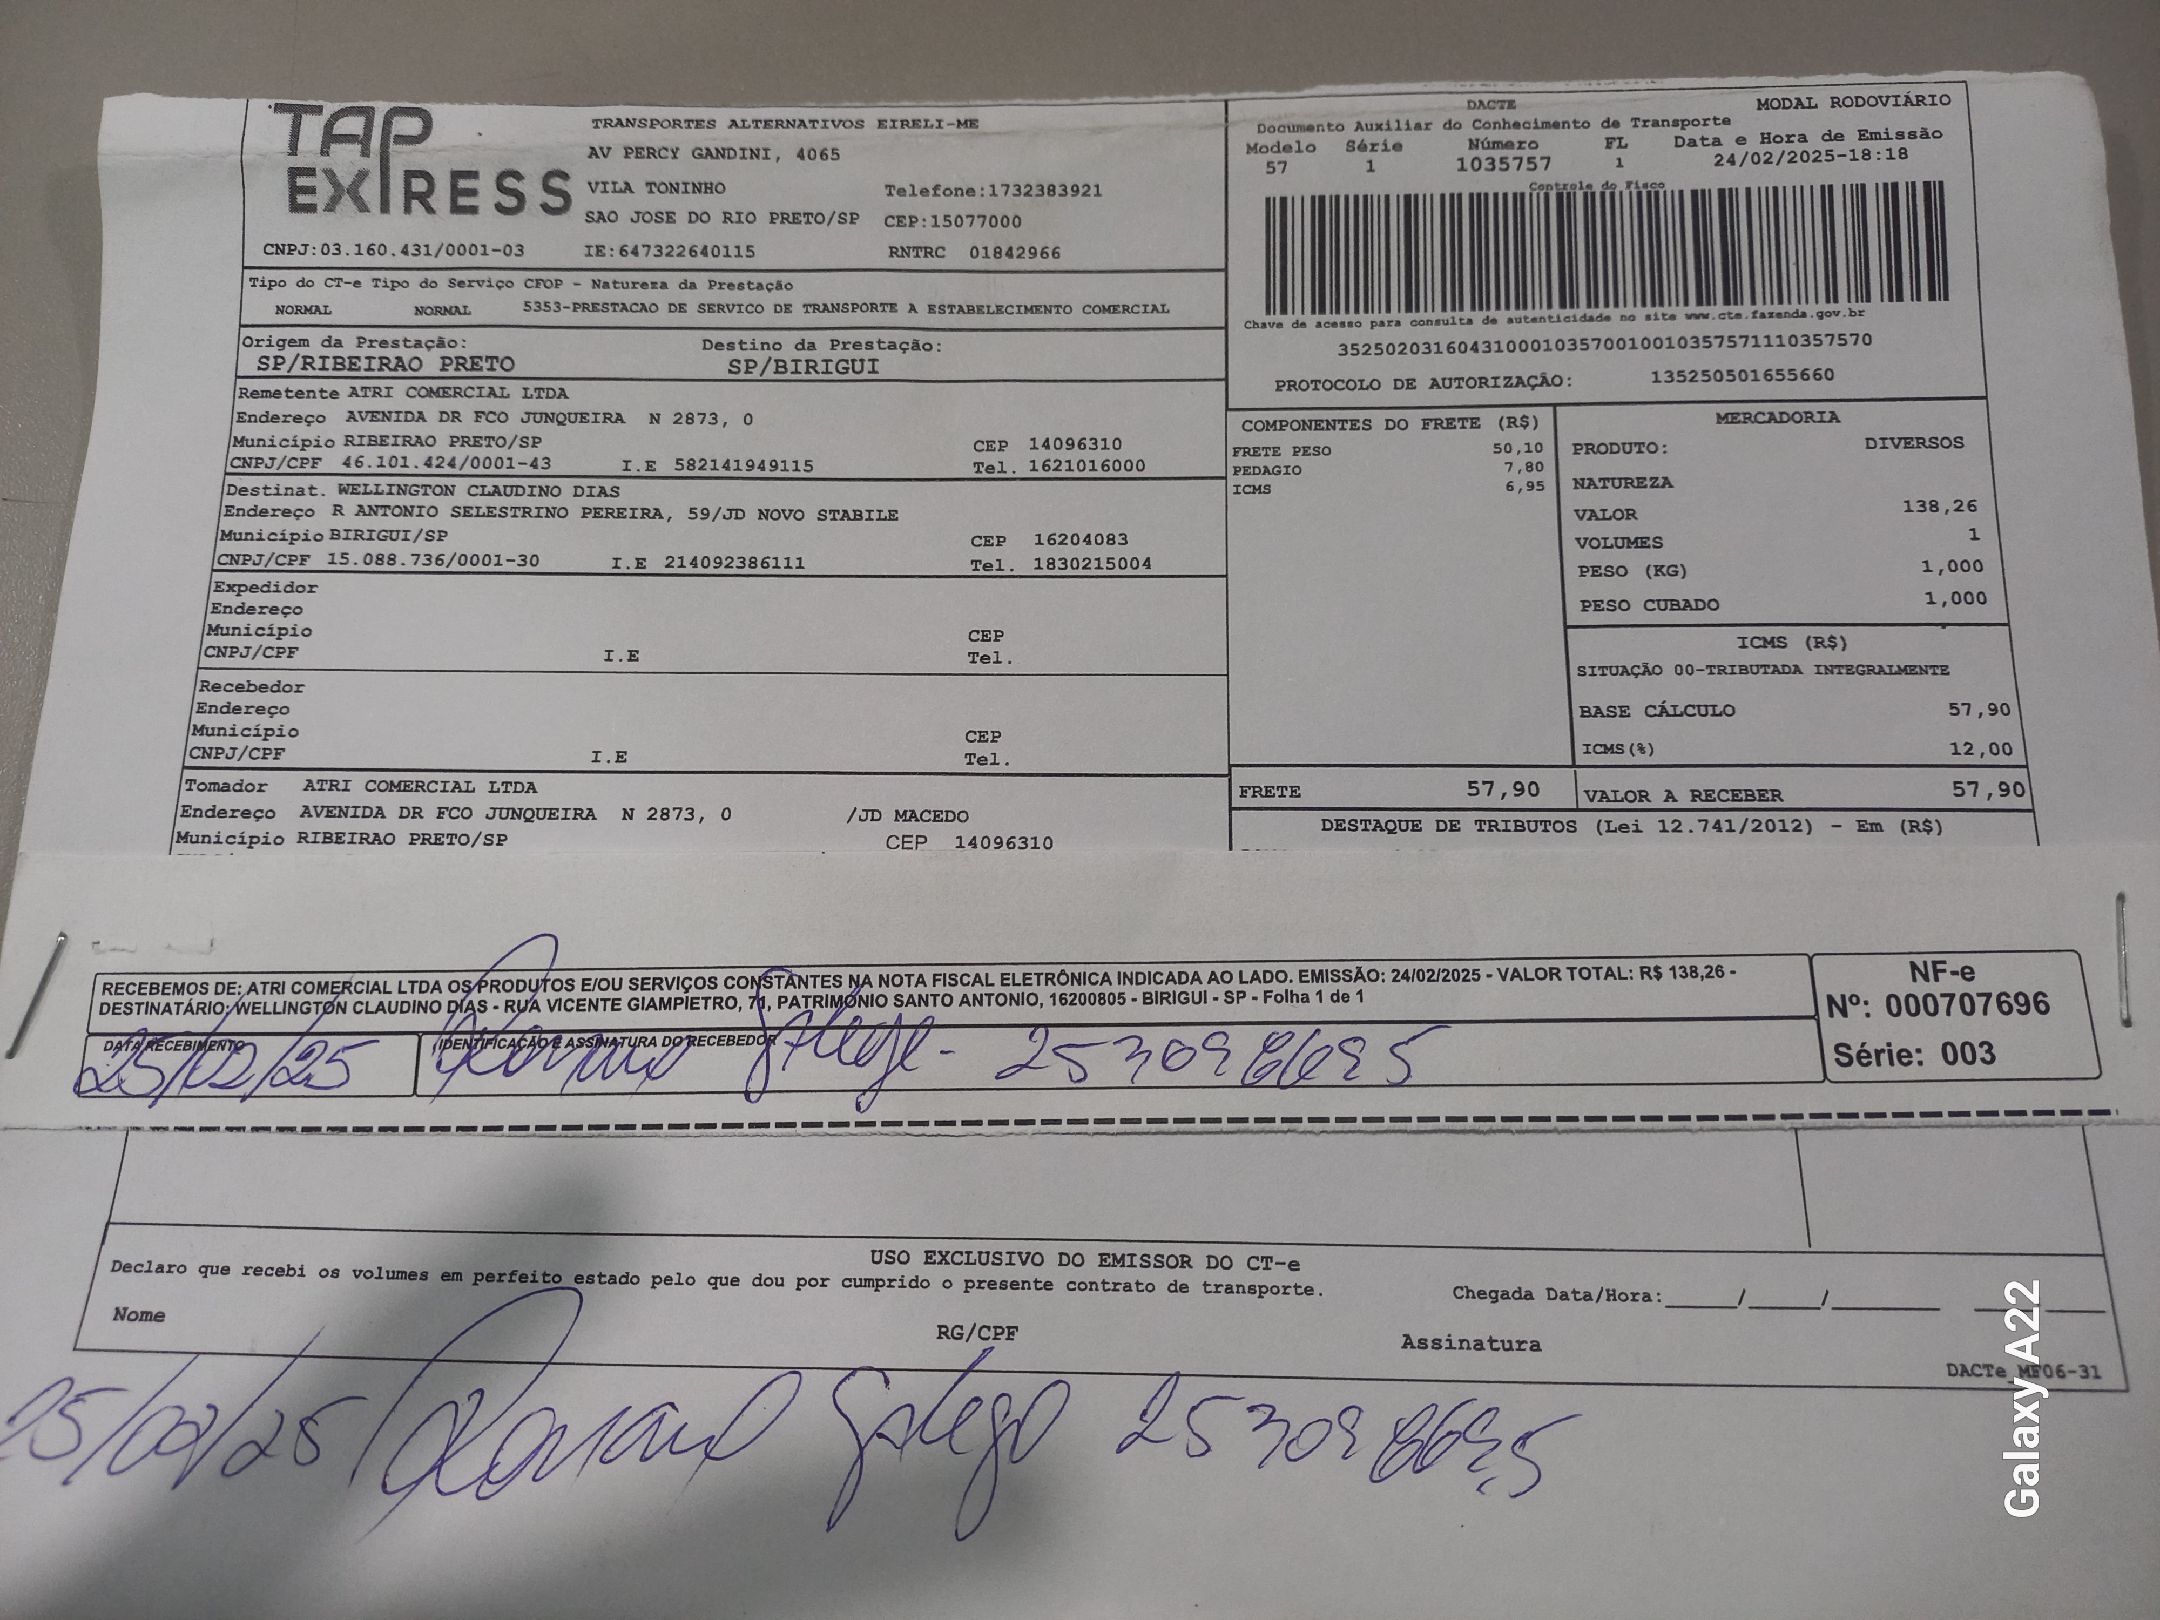 TAP EXPRESS
TRANSPORTES ALTERNATIVOS EIRELI-ME
AV PERCY GANDINI, 4065
VILA TONINHO Telefone:1732383921
SAO JOSE DO RIO PRETO/SP CEP:15077000
CNPJ:03.160.431/0001-03 IE:647322640115 RNTRC 01842966
DACTE MODAL RODOVIÁRIO
Documento Auxiliar do Conhecimento de Transporte
Modelo Série Número FL Data e Hora de Emissão
57 1 1035757 1 24/02/2025-18:18
Controle do Fisco
Chave de acesso para consulta de autenticidade no site www.cte.fazenda.gov.br
35250203160431000103570010010357571110357570
PROTOCOLO DE AUTORIZAÇÃO: 135250501655660
Tipo do CT-e Tipo do Serviço CFOP - Natureza da Prestação
NORMAL NORMAL 5353-PRESTACAO DE SERVICO DE TRANSPORTE A ESTABELECIMENTO COMERCIAL
Origem da Prestação: Destino da Prestação:
SP/RIBEIRAO PRETO SP/BIRIGUI
Remetente ATRI COMERCIAL LTDA
Endereço AVENIDA DR FCO JUNQUEIRA N 2873, 0
Município RIBEIRAO PRETO/SP CEP 14096310
CNPJ/CPF 46.101.424/0001-43 I.E 582141949115 Tel. 1621016000
Destinat. WELLINGTON CLAUDINO DIAS
Endereço R ANTONIO SELESTRINO PEREIRA, 59/JD NOVO STABILE
Município BIRIGUI/SP CEP 16204083
CNPJ/CPF 15.088.736/0001-30 I.E 214092386111 Tel. 1830215004
Expedidor
Endereço
Município CEP
CNPJ/CPF I.E Tel.
Recebedor
Endereço
Município CEP
CNPJ/CPF I.E Tel.
Tomador ATRI COMERCIAL LTDA
Endereço AVENIDA DR FCO JUNQUEIRA N 2873, 0 /JD MACEDO
Município RIBEIRAO PRETO/SP CEP 14096310
COMPONENTES DO FRETE (R$)
FRETE PESO 50,10
PEDAGIO 7,80
ICMS 6,95
MERCADORIA
PRODUTO: DIVERSOS
NATUREZA
VALOR 138,26
VOLUMES 1
PESO (KG) 1,000
PESO CUBADO 1,000
ICMS (R$)
SITUAÇÃO 00-TRIBUTADA INTEGRALMENTE
BASE CÁLCULO 57,90
ICMS(%) 12,00
FRETE 57,90 VALOR A RECEBER 57,90
DESTAQUE DE TRIBUTOS (Lei 12.741/2012) - Em (R$)
RECEBEMOS DE: ATRI COMERCIAL LTDA OS PRODUTOS E/OU SERVIÇOS CONSTANTES NA NOTA FISCAL ELETRÔNICA INDICADA AO LADO. EMISSÃO: 24/02/2025 - VALOR TOTAL: R$ 138,26 -
DESTINATÁRIO: WELLINGTON CLAUDINO DIAS - RUA VICENTE GIAMPIETRO, 71, PATRIMÔNIO SANTO ANTONIO, 16200805 - BIRIGUI - SP - Folha 1 de 1
DATA RECEBIMENTO IDENTIFICAÇÃO E ASSINATURA DO RECEBEDOR
25/02/25
NF-e
Nº: 000707696
Série: 003
USO EXCLUSIVO DO EMISSOR DO CT-e
Declaro que recebi os volumes em perfeito estado pelo que dou por cumprido o presente contrato de transporte.
Chegada Data/Hora:_____/_____/_____
Nome RG/CPF Assinatura
DACTe MF06-31
25/02/25
Galaxy A22